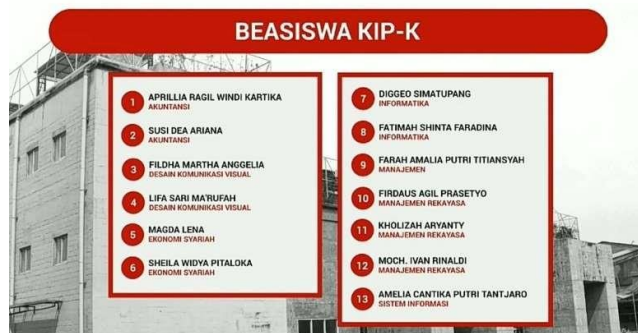 BEASISWA KIP-K
1 APRILLIA RAGIL WINDI KARTIKA
AKUNTANSI
2 SUSI DEA ARIANA
AKUNTANSI
3 FILDHA MARTHA ANGGELIA
DESAIN KOMUNIKASI VISUAL
4 LIFA SARI MA'RUFAH
DESAIN KOMUNIKASI VISUAL
5 MAGDA LENA
EKONOMI SYARIAH
6 SHEILA WIDYA PITALOKA
EKONOMI SYARIAH
7 DIGGEO SIMATUPANG
INFORMATIKA
8 FATIMAH SHINTA FARADINA
INFORMATIKA
9 FARAH AMALIA PUTRI TITIANSYAH
MANAJEMEN
10 FIRDAUS AGIL PRASETYO
MANAJEMEN REKAYASA
11 KHOLIZAH ARYANTY
MANAJEMEN REKAYASA
12 MOCH. IVAN RINALDI
MANAJEMEN REKAYASA
13 AMELIA CANTIKA PUTRI TANTJARO
SISTEM INFORMASI